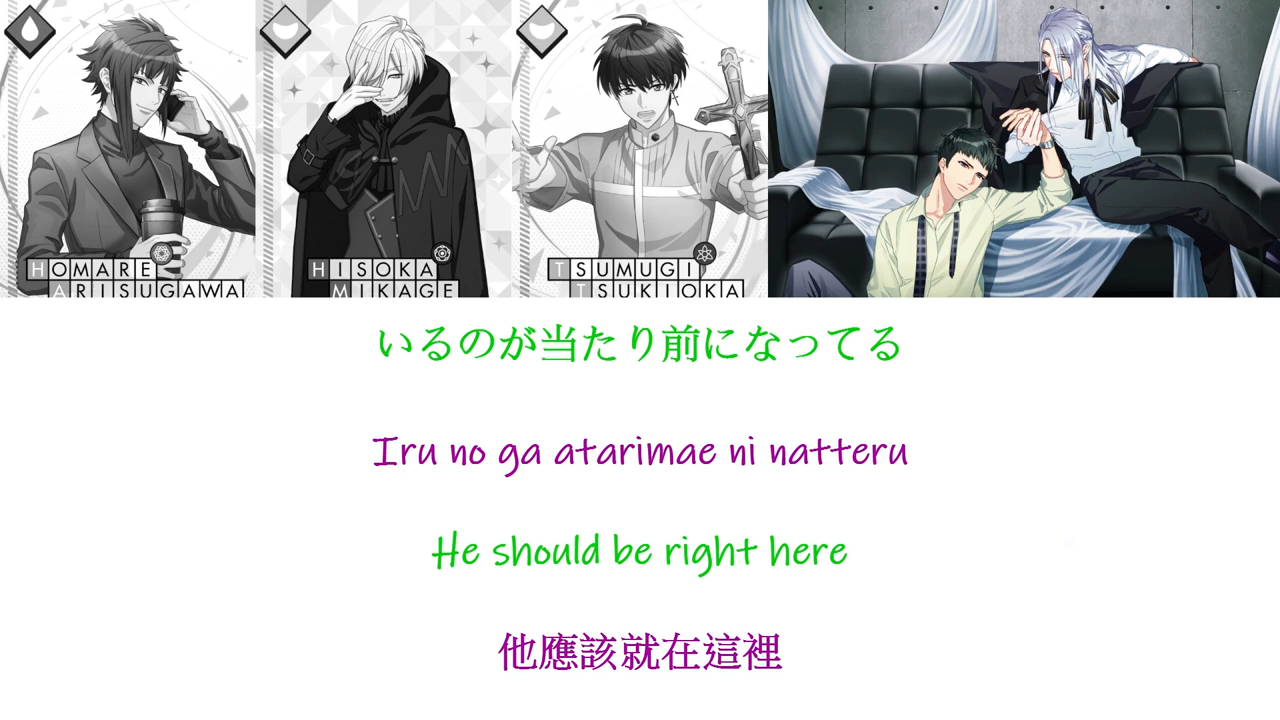 HOMARE
ARISUGAWA
HISOKA
MIKAGE
TSUMUGI
TSUKIOKA
いるのが当たり前になってる
Iru no ga atarimae ni natteru
He should be right here
他應該就在這裡